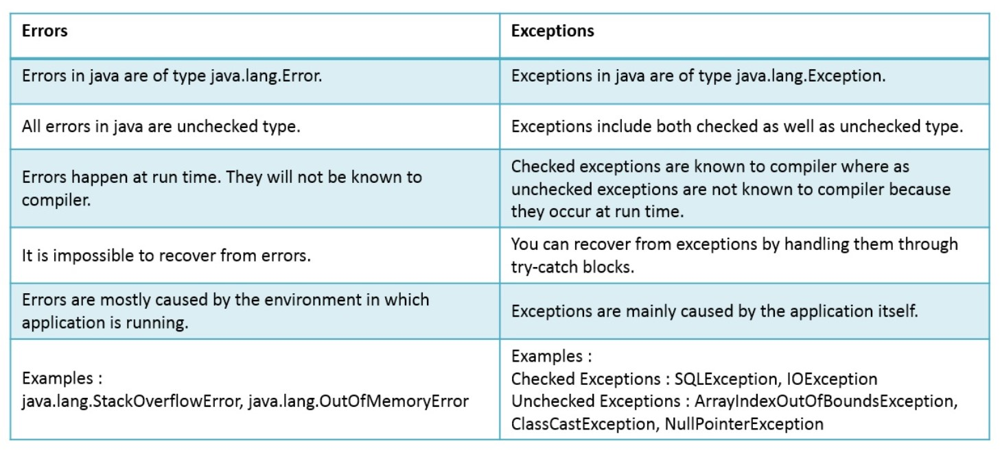 Errors
Exceptions
Errors in java are of type java.lang.Error.
Exceptions in java are of type java.lang.Exception.
All errors in java are unchecked type.
Exceptions include both checked as well as unchecked type.
Errors happen at run time. They will not be known to
compiler.
Checked exceptions are known to compiler where as
unchecked exceptions are not known to compiler because
they occur at run time.
It is impossible to recover from errors.
You can recover from exceptions by handling them through
try-catch blocks.
Errors are mostly caused by the environment in which
application is running.
Exceptions are mainly caused by the application itself.
Examples :
java.lang.StackOverflowError, java.lang.OutOfMemoryError
Examples :
Checked Exceptions : SQLException, IOException
Unchecked Exceptions : ArrayIndexOutOfBoundsException,
ClassCastException, NullPointerException